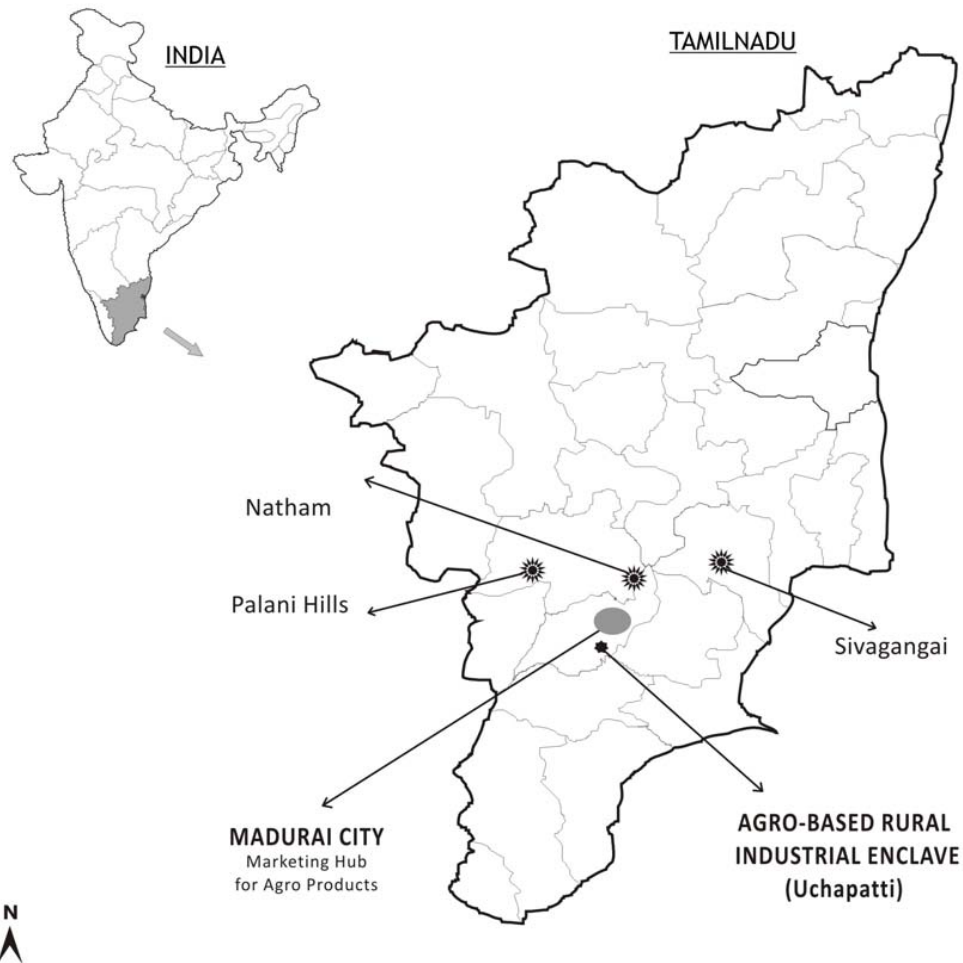 INDIA
TAMILNADU
Natham
Palani Hills
Sivagangai
MADURAI CITY
Marketing Hub
for Agro Products
AGRO-BASED RURAL
INDUSTRIAL ENCLAVE
(Uchapatti)
N